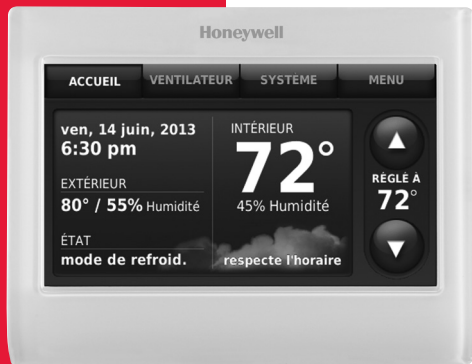 Honeywell
ACCUEIL VENTILATEUR SYSTÈME MENU
ven, 14 juin, 2013
6:30 pm
EXTÉRIEUR
80° / 55% Humidité
ÉTAT
mode de refroid.
INTÉRIEUR
72°
45% Humidité
respecte l'horaire
RÉGLÉ À
72°